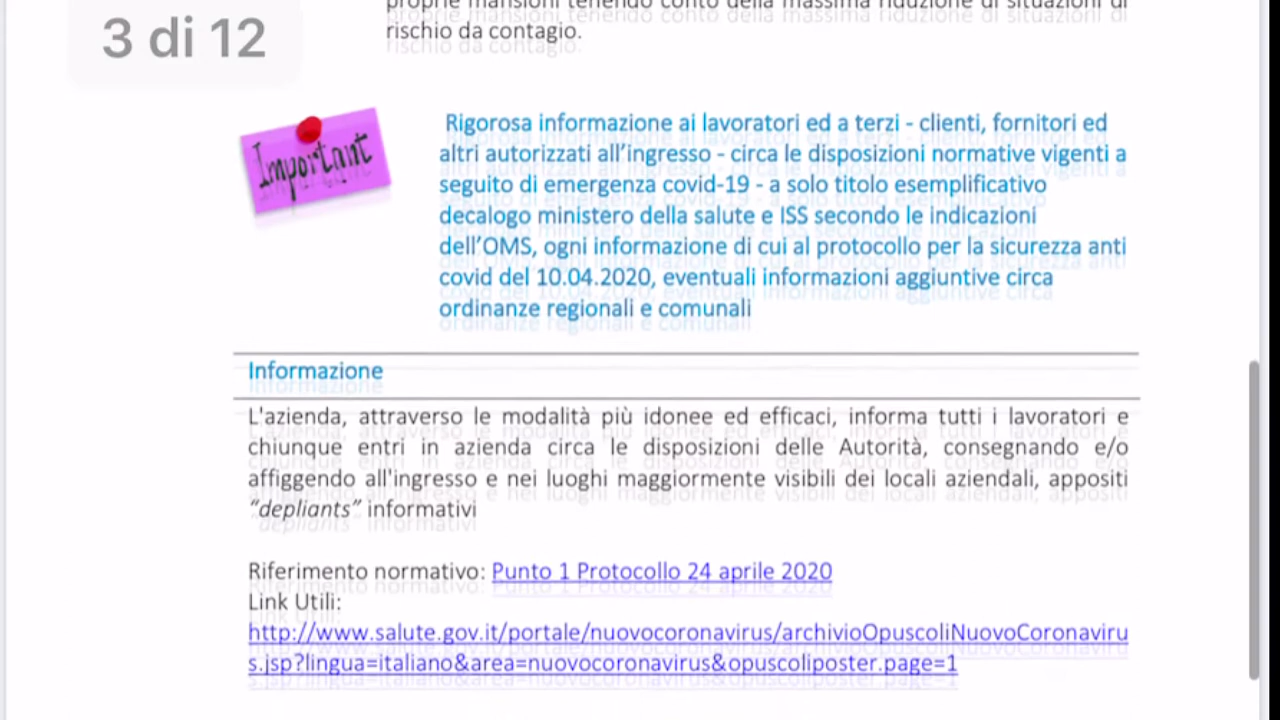 proprie mansioni tenendo conto della massima riduzione di situazioni di
3 di 12
rischio da contagio.
Important
Rigorosa informazione ai lavoratori ed a terzi - clienti, fornitori ed
altri autorizzati all’ingresso - circa le disposizioni normative vigenti a
seguito di emergenza covid-19 - a solo titolo esemplificativo
decalogo ministero della salute e ISS secondo le indicazioni
dell’OMS, ogni informazione di cui al protocollo per la sicurezza anti
covid del 10.04.2020, eventuali informazioni aggiuntive circa
ordinanze regionali e comunali
Informazione
L'azienda, attraverso le modalità più idonee ed efficaci, informa tutti i lavoratori e
chiunque entri in azienda circa le disposizioni delle Autorità, consegnando e/o
affiggendo all'ingresso e nei luoghi maggiormente visibili dei locali aziendali, appositi
“depliants” informativi
Riferimento normativo: Punto 1 Protocollo 24 aprile 2020
Link Utili:
http://www.salute.gov.it/portale/nuovocoronavirus/archivioOpuscoliNuovoCoronaviru
s.jsp?lingua=italiano&area=nuovocoronavirus&opuscoliposter.page=1